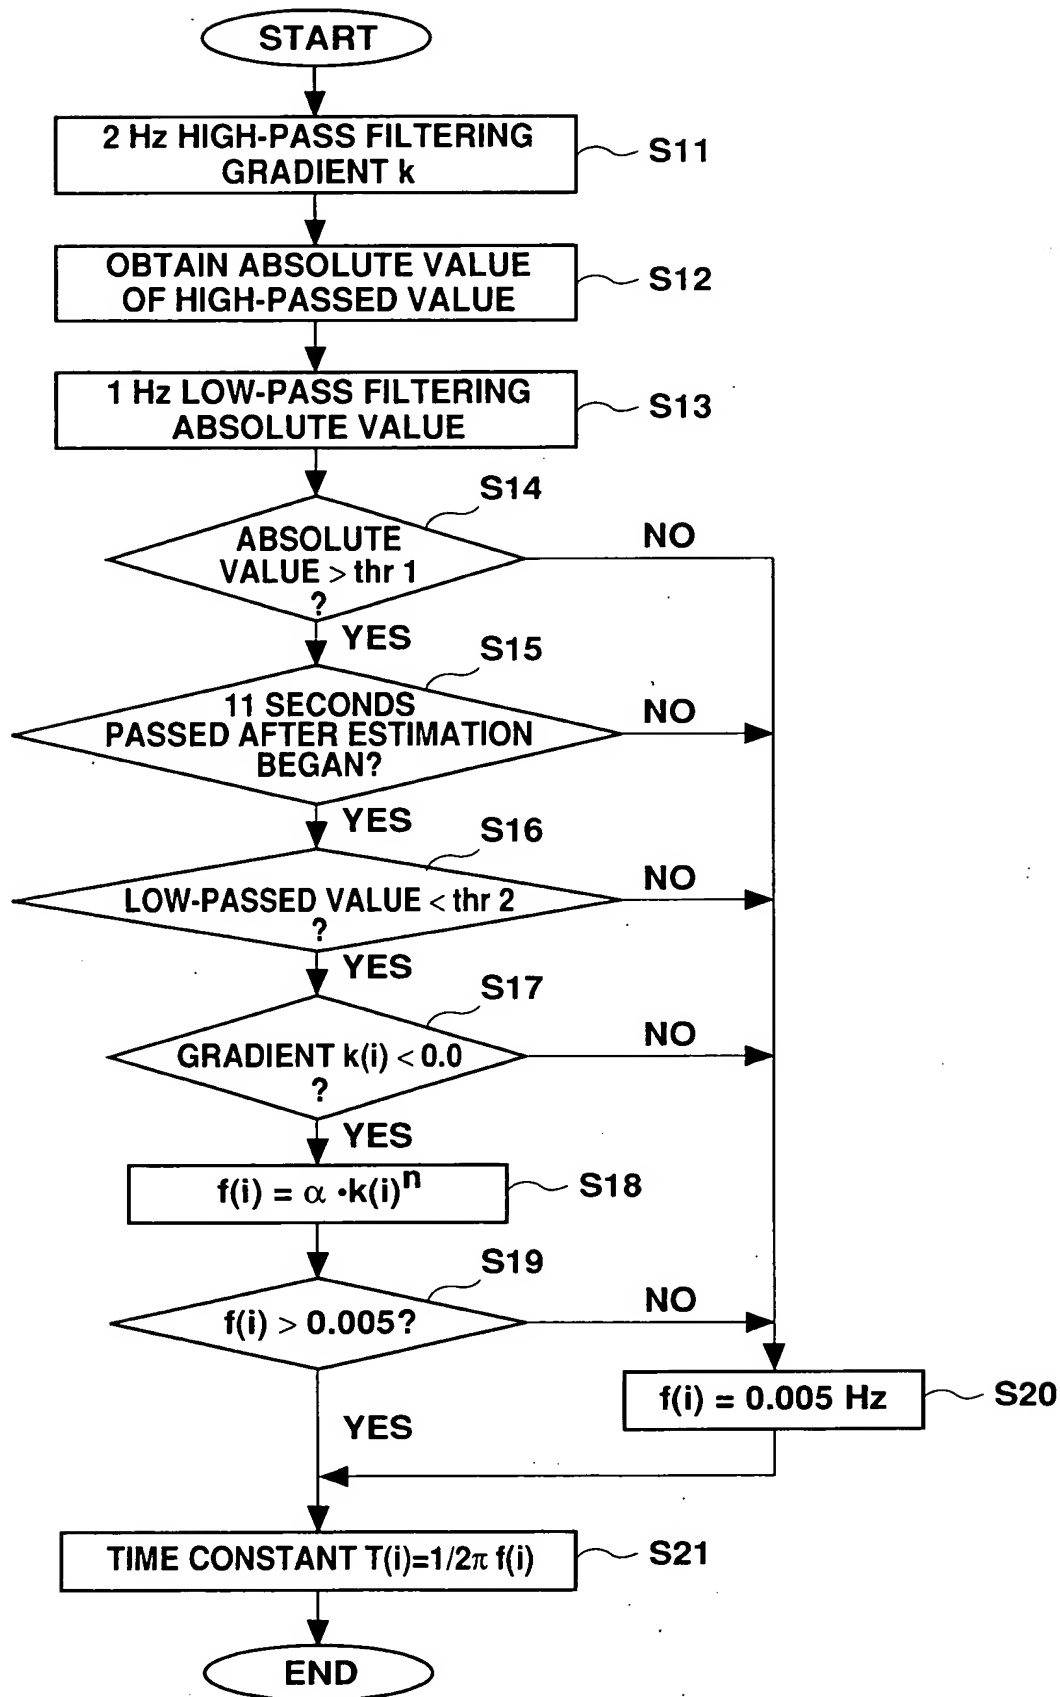 START
2 Hz HIGH-PASS FILTERING
GRADIENT k
S11
OBTAIN ABSOLUTE VALUE
OF HIGH-PASSED VALUE
S12
1 Hz LOW-PASS FILTERING
ABSOLUTE VALUE
S13
S14
ABSOLUTE
VALUE > thr 1
?
NO
YES
S15
11 SECONDS
PASSED AFTER ESTIMATION
BEGAN?
NO
YES
S16
LOW-PASSED VALUE < thr 2
?
NO
YES
S17
GRADIENT k(i) < 0.0
?
NO
YES
f(i) = α ·k(i)ⁿ
S18
S19
f(i) > 0.005?
NO
f(i) = 0.005 Hz
S20
YES
TIME CONSTANT T(i)=1/2π f(i)
S21
END